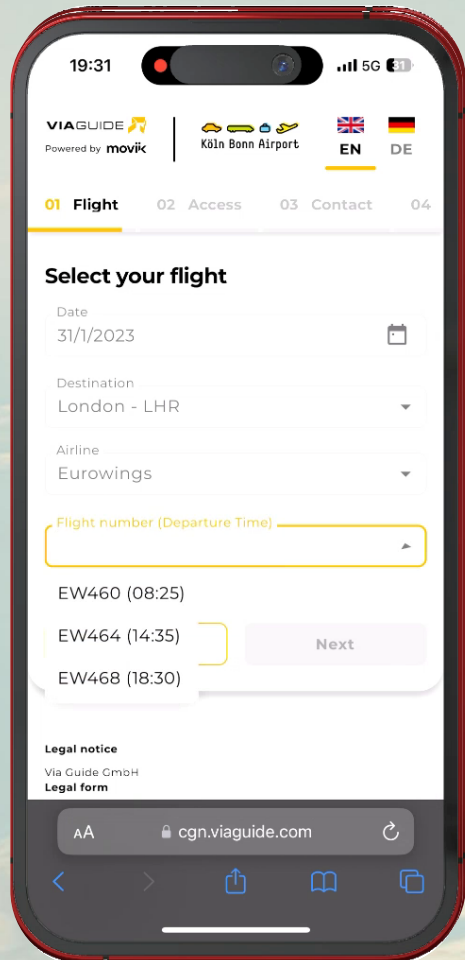 19:31
5G 31
VIAGUIDE
Powered by movik
Köln Bonn Airport
EN DE
01 Flight 02 Access 03 Contact 04
Select your flight
Date
31/1/2023
Destination
London - LHR
Airline
Eurowings
Flight number (Departure Time)
EW460 (08:25)
EW464 (14:35)
EW468 (18:30)
Next
Legal notice
Via Guide GmbH
Legal form
AA cgn.viaguide.com